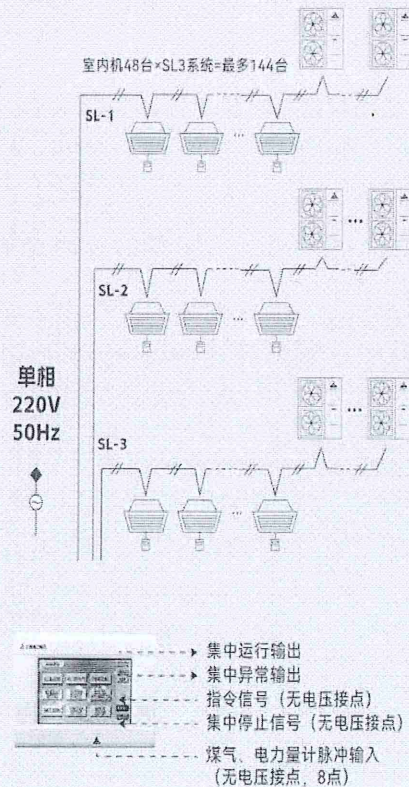 室内机48台×SL3系统=最多144台
SL-1
SL-2
单相
220V
50Hz
SL-3
集中运行输出
集中异常输出
指令信号（无电压接点）
集中停止信号（无电压接点）
煤气、电力量计脉冲输入
（无电压接点，8点）